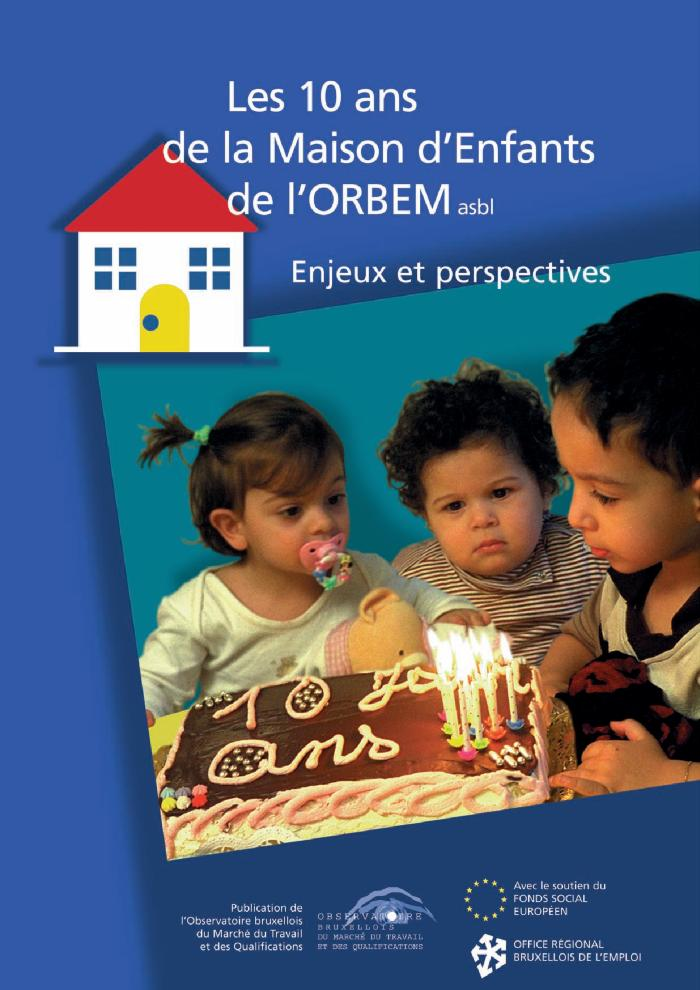 Les 10 ans
de la Maison d'Enfants
de l'ORBEM asbl
Enjeux et perspectives
10
ans
Publication de
l'Observatoire bruxellois
du Marché du Travail
et des Qualifications
OBSERVATOIRE
BRUXELLOIS
DU MARCHÉ DU TRAVAIL
ET DES QUALIFICATIONS
Avec le soutien du
FONDS SOCIAL
EUROPÉEN
OFFICE RÉGIONAL
BRUXELLOIS DE L'EMPLOI